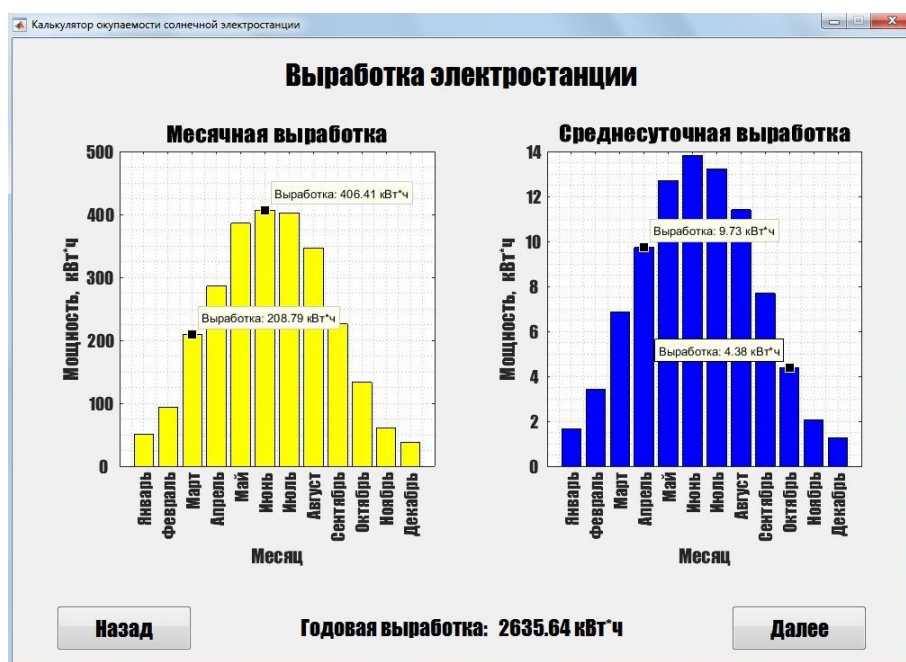 Калькулятор окупаемости солнечной электростанции
Выработка электростанции
Месячная выработка
500
400
300
200
100
0
Мощность, кВт*ч
Выработка: 406.41 кВт*ч
Выработка: 208.79 кВт*ч
Январь
Февраль
Март
Апрель
Май
Июнь
Июль
Август
Сентябрь
Октябрь
Ноябрь
Декабрь
Месяц
Среднесуточная выработка
14
12
10
8
6
4
2
0
Мощность, кВт*ч
Выработка: 9.73 кВт*ч
Выработка: 4.38 кВт*ч
Январь
Февраль
Март
Апрель
Май
Июнь
Июль
Август
Сентябрь
Октябрь
Ноябрь
Декабрь
Месяц
Назад
Годовая выработка: 2635.64 кВт*ч
Далее